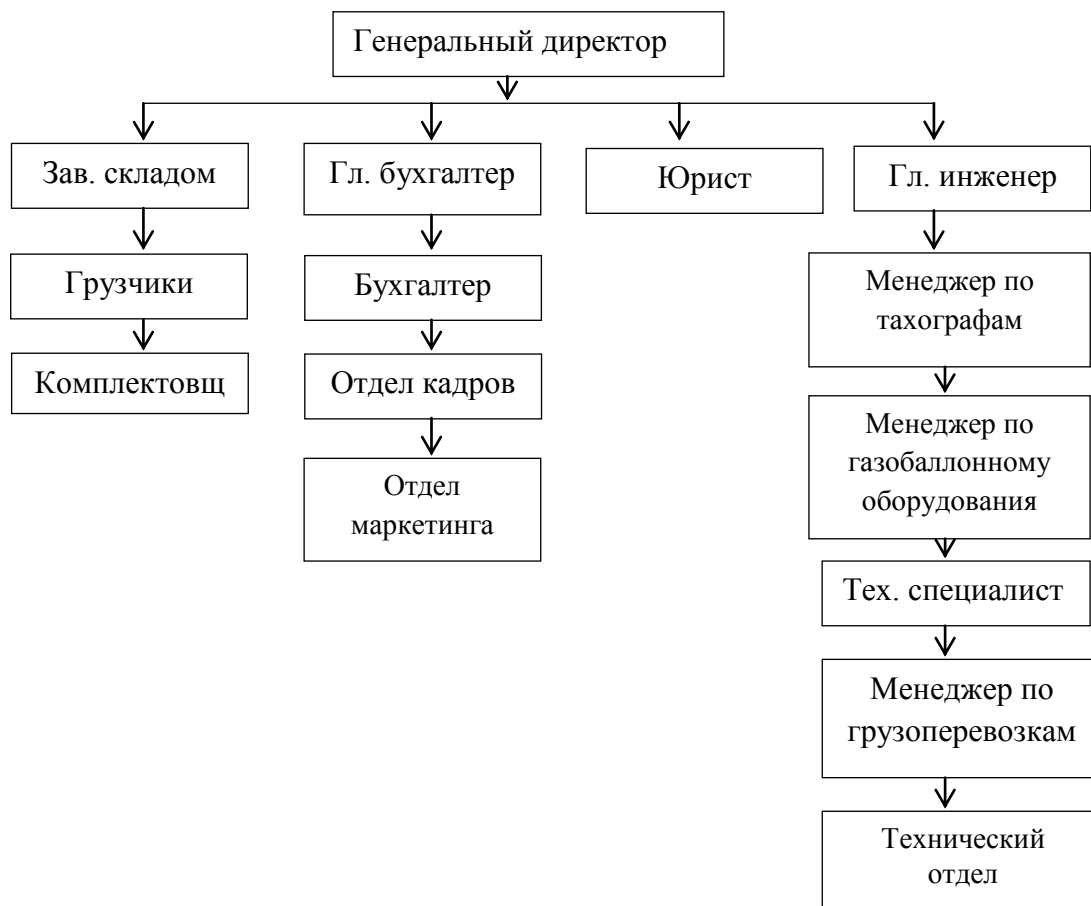 Генеральный директор
Зав. складом
Гл. бухгалтер
Юрист
Гл. инженер
Грузчики
Бухгалтер
Менеджер по
тахографам
Комплектовщ
Отдел кадров
Менеджер по
газобаллонному
оборудования
Отдел
маркетинга
Тех. специалист
Менеджер по
грузоперевозкам
Технический
отдел